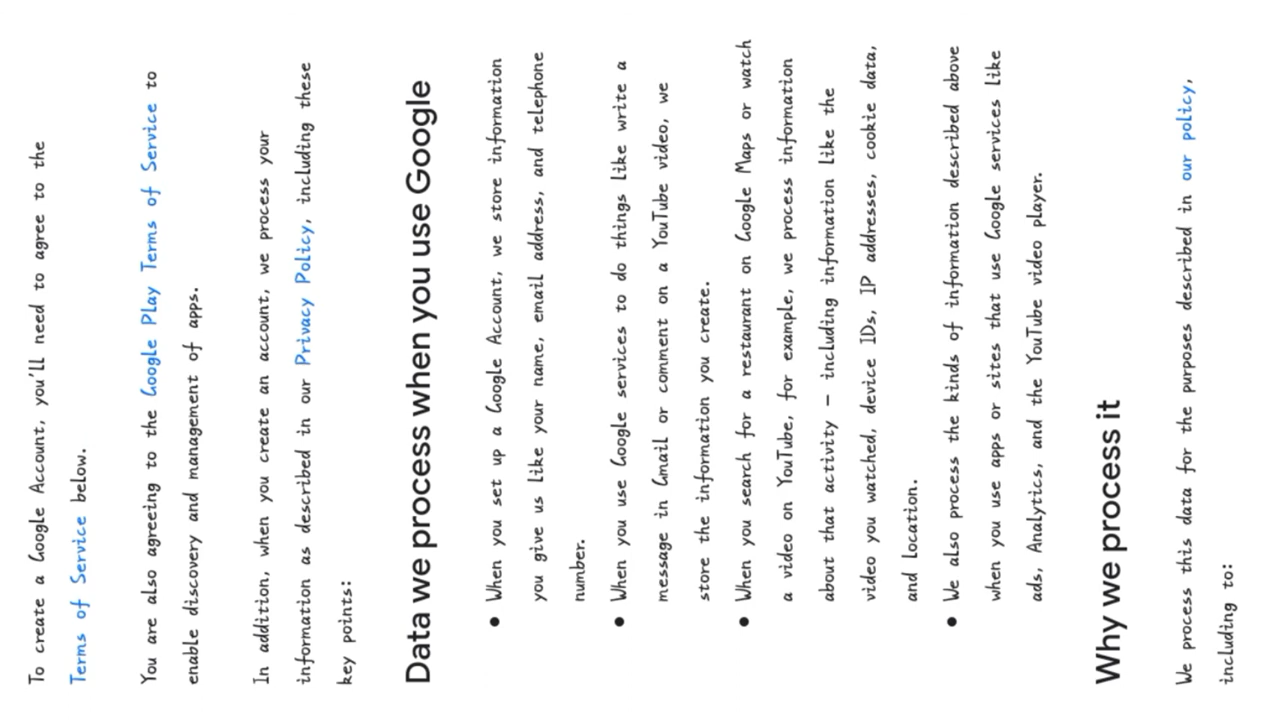 To create a Google Account, you'll need to agree to the
Terms of Service below.
You are also agreeing to the Google Play Terms of Service to
enable discovery and management of apps.
In addition, when you create an account, we process your
information as described in our Privacy Policy, including these
key points:
Data we process when you use Google
• When you set up a Google Account, we store information
you give us like your name, email address, and telephone
number.
• When you use Google services to do things like write a
message in Gmail or comment on a YouTube video, we
store the information you create.
• When you search for a restaurant on Google Maps or watch
a video on YouTube, for example, we process information
about that activity – including information like the
video you watched, device IDs, IP addresses, cookie data,
and location.
• We also process the kinds of information described above
when you use apps or sites that use Google services like
ads, Analytics, and the YouTube video player.
Why we process it
We process this data for the purposes described in our policy,
including to: